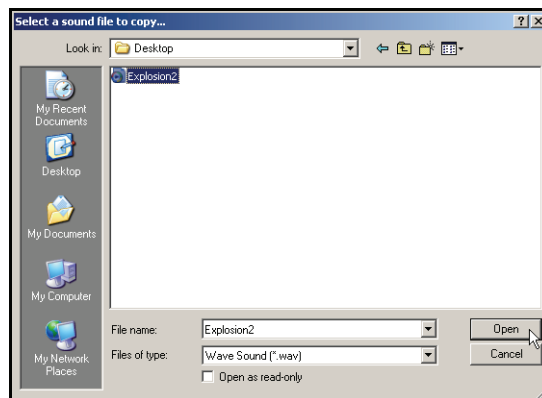 Select a sound file to copy...
Look in:
Desktop
Explosion2
My Recent
Documents
Desktop
My Documents
My Computer
My Network
Places
File name:
Explosion2
Open
Files of type:
Wave Sound (*.wav)
Cancel
Open as read-only